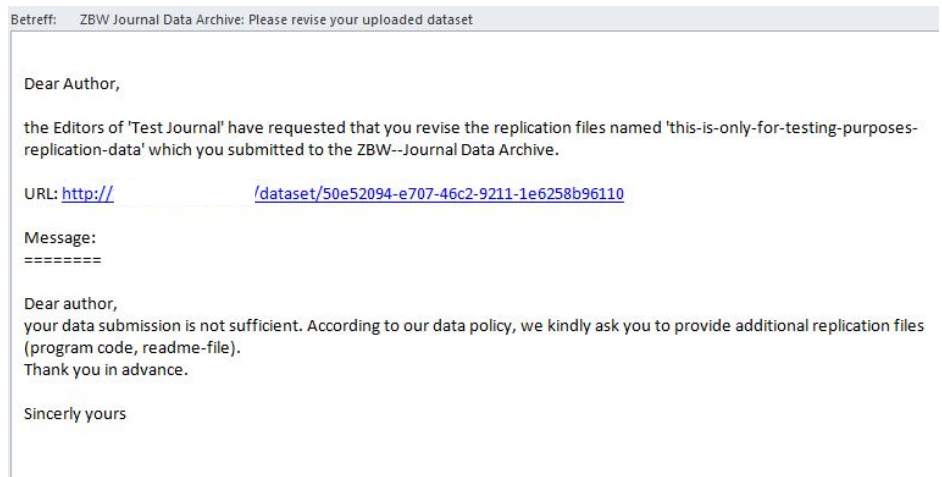 Betreff: ZBW Journal Data Archive: Please revise your uploaded dataset
Dear Author,
the Editors of 'Test Journal' have requested that you revise the replication files named 'this-is-only-for-testing-purposes-
replication-data' which you submitted to the ZBW--Journal Data Archive.
URL: http:// /dataset/50e52094-e707-46c2-9211-1e6258b96110
Message:
========
Dear author,
your data submission is not sufficient. According to our data policy, we kindly ask you to provide additional replication files
(program code, readme-file).
Thank you in advance.
Sincerly yours